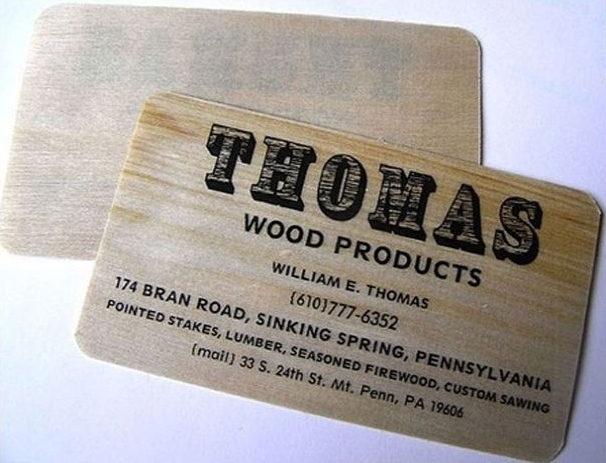 THOMAS
WOOD PRODUCTS
WILLIAM E. THOMAS
(610)777-6352
174 BRAN ROAD, SINKING SPRING, PENNSYLVANIA
POINTED STAKES, LUMBER, SEASONED FIREWOOD, CUSTOM SAWING
(mail) 33 S. 24th St. Mt. Penn, PA 19606